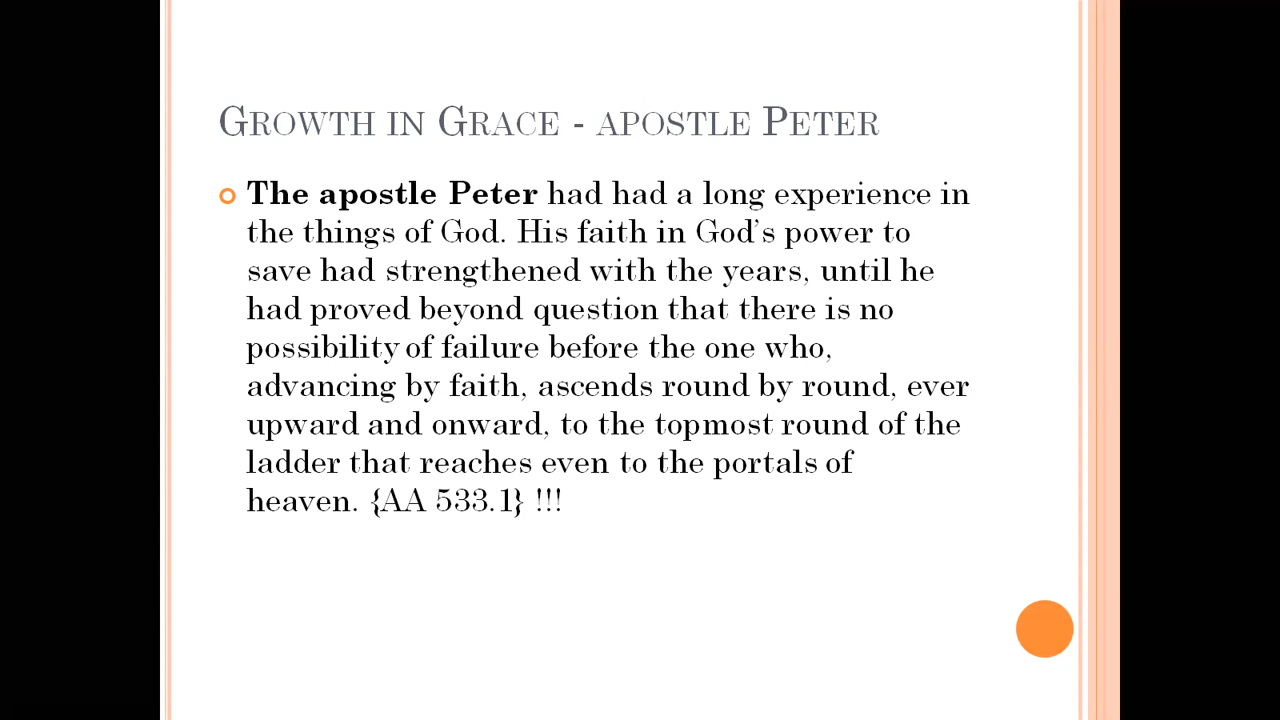 Growth in Grace - apostle Peter
The apostle Peter had had a long experience in
the things of God. His faith in God’s power to
save had strengthened with the years, until he
had proved beyond question that there is no
possibility of failure before the one who,
advancing by faith, ascends round by round, ever
upward and onward, to the topmost round of the
ladder that reaches even to the portals of
heaven. {AA 533.1} !!!